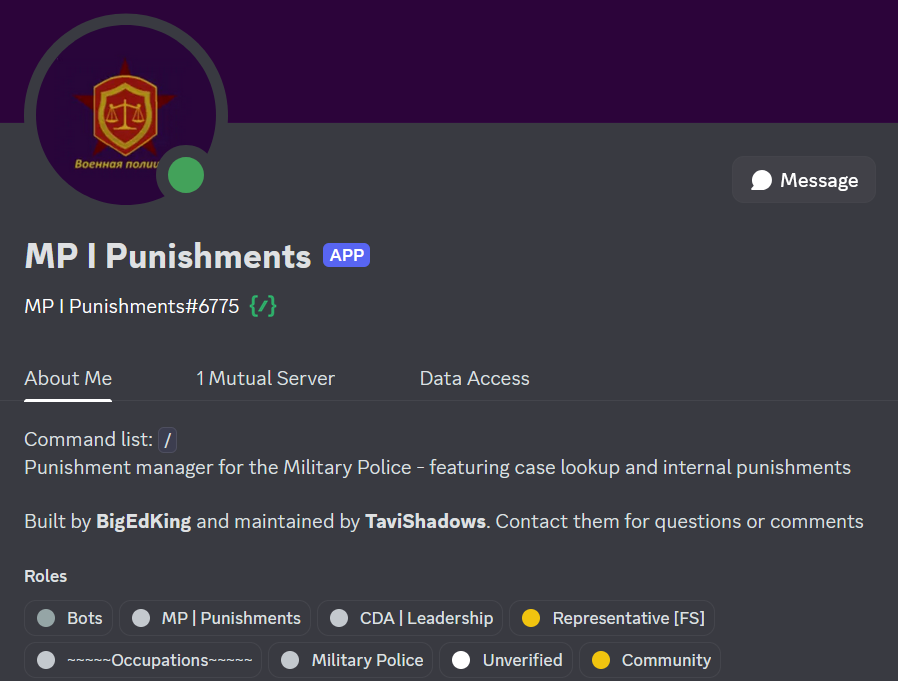 Военная
MP I Punishments APP
MP I Punishments#6775 {/}
Message
About Me 1 Mutual Server Data Access
Command list: /
Punishment manager for the Military Police - featuring case lookup and internal punishments
Built by BigEdKing and maintained by TaviShadows. Contact them for questions or comments
Roles
Bots MP | Punishments CDA | Leadership Representative [FS]
~~~~~Occupations~~~~~ Military Police Unverified Community